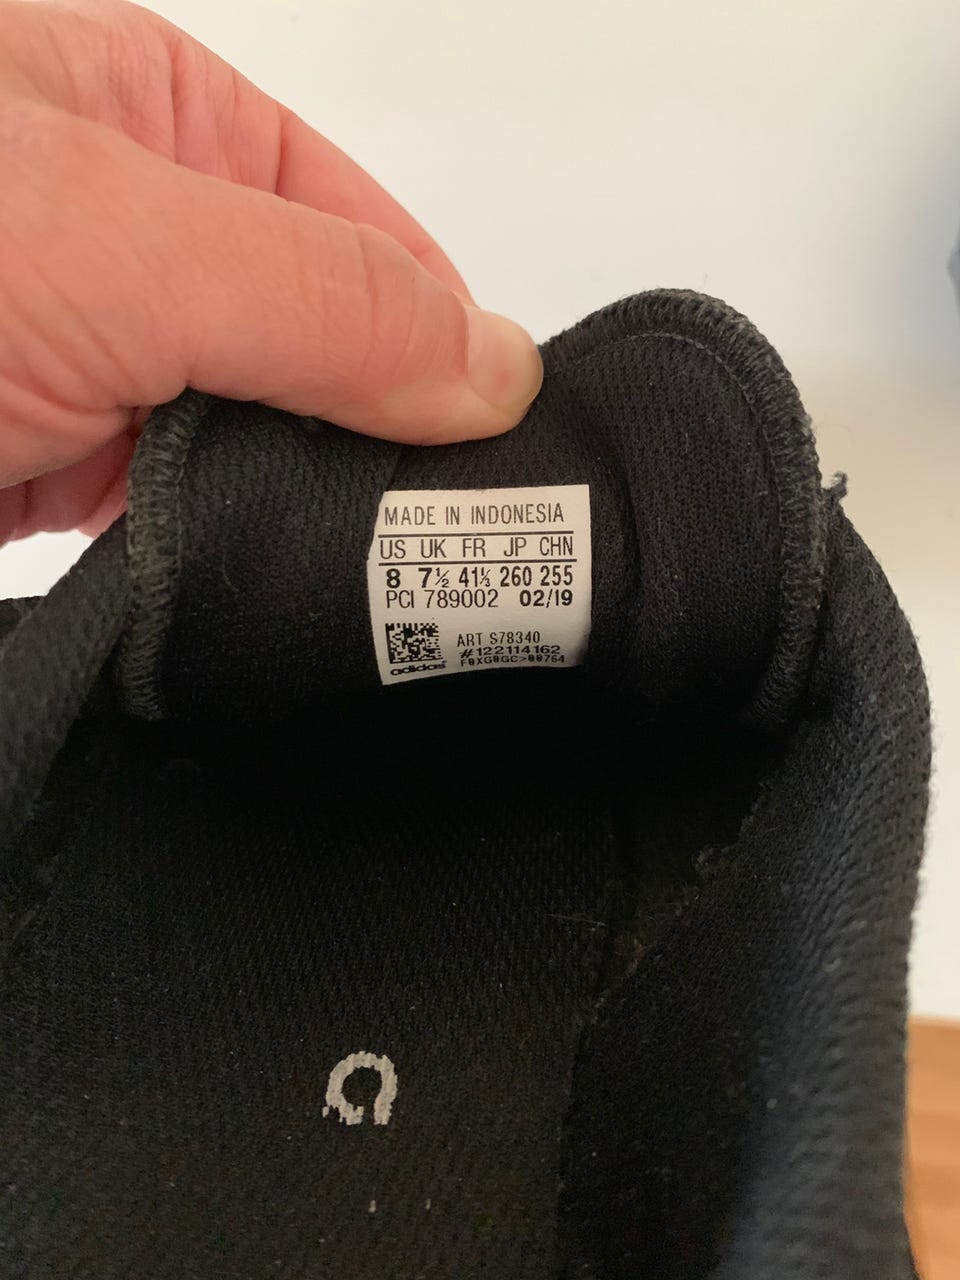 MADE IN INDONESIA
US UK FR JP CHN
8 7½ 41⅓ 260 255
PCI 789002 02/19
ART S78340
#122114162
F0XG0GC>00764
adidas